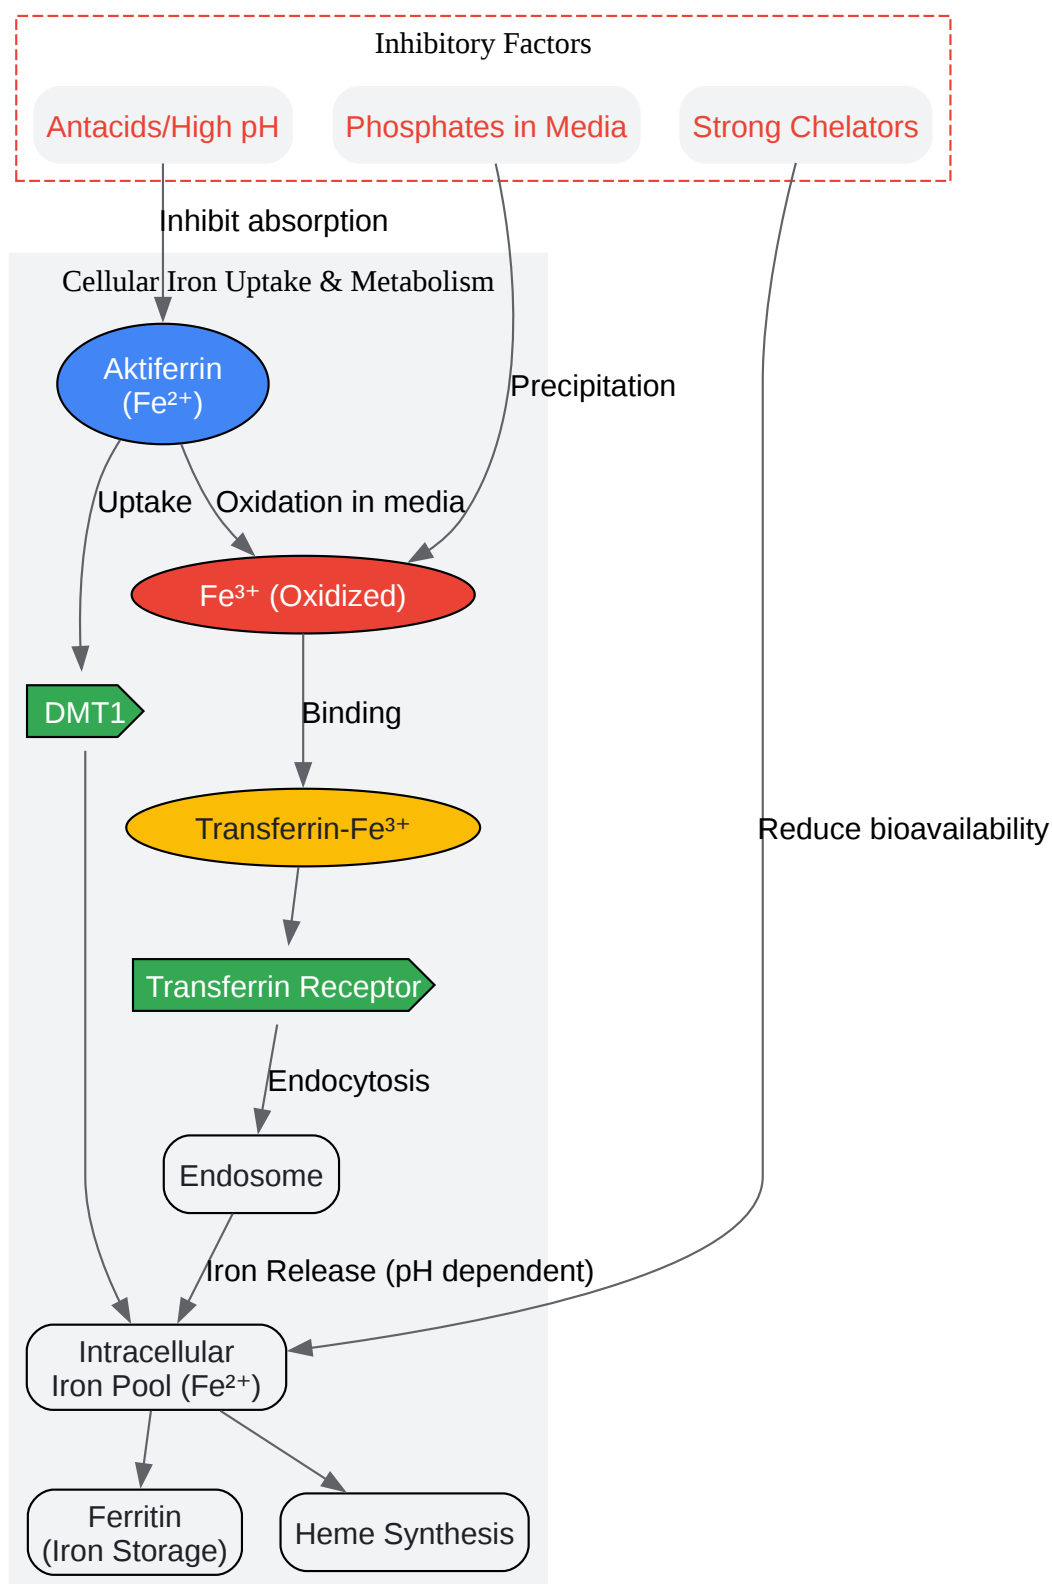 Inhibitory Factors
Antacids/High pH
Phosphates in Media
Strong Chelators
Inhibit absorption
Cellular Iron Uptake & Metabolism
Aktiferrin
(Fe²⁺)
Precipitation
Uptake
Oxidation in media
Fe³⁺ (Oxidized)
DMT1
Binding
Transferrin-Fe³⁺
Reduce bioavailability
Transferrin Receptor
Endocytosis
Endosome
Iron Release (pH dependent)
Intracellular
Iron Pool (Fe²⁺)
Ferritin
(Iron Storage)
Heme Synthesis